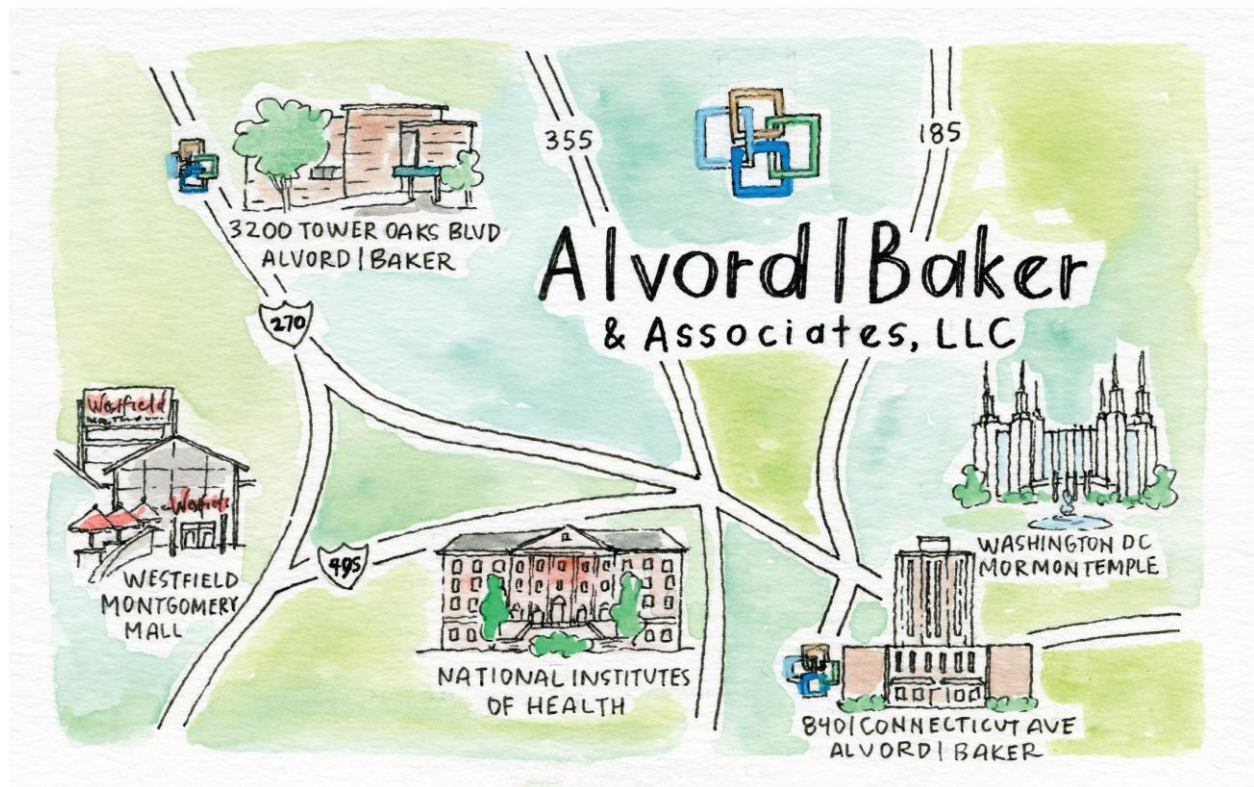 355
185
3200 TOWER OAKS BLVD
ALVORD | BAKER
Alvord | Baker
& Associates, LLC
270
Westfield
Westfield
WESTFIELD
MONTGOMERY
MALL
495
NATIONAL INSTITUTES
OF HEALTH
WASHINGTON DC
MORMON TEMPLE
8401 CONNECTICUT AVE
ALVORD | BAKER